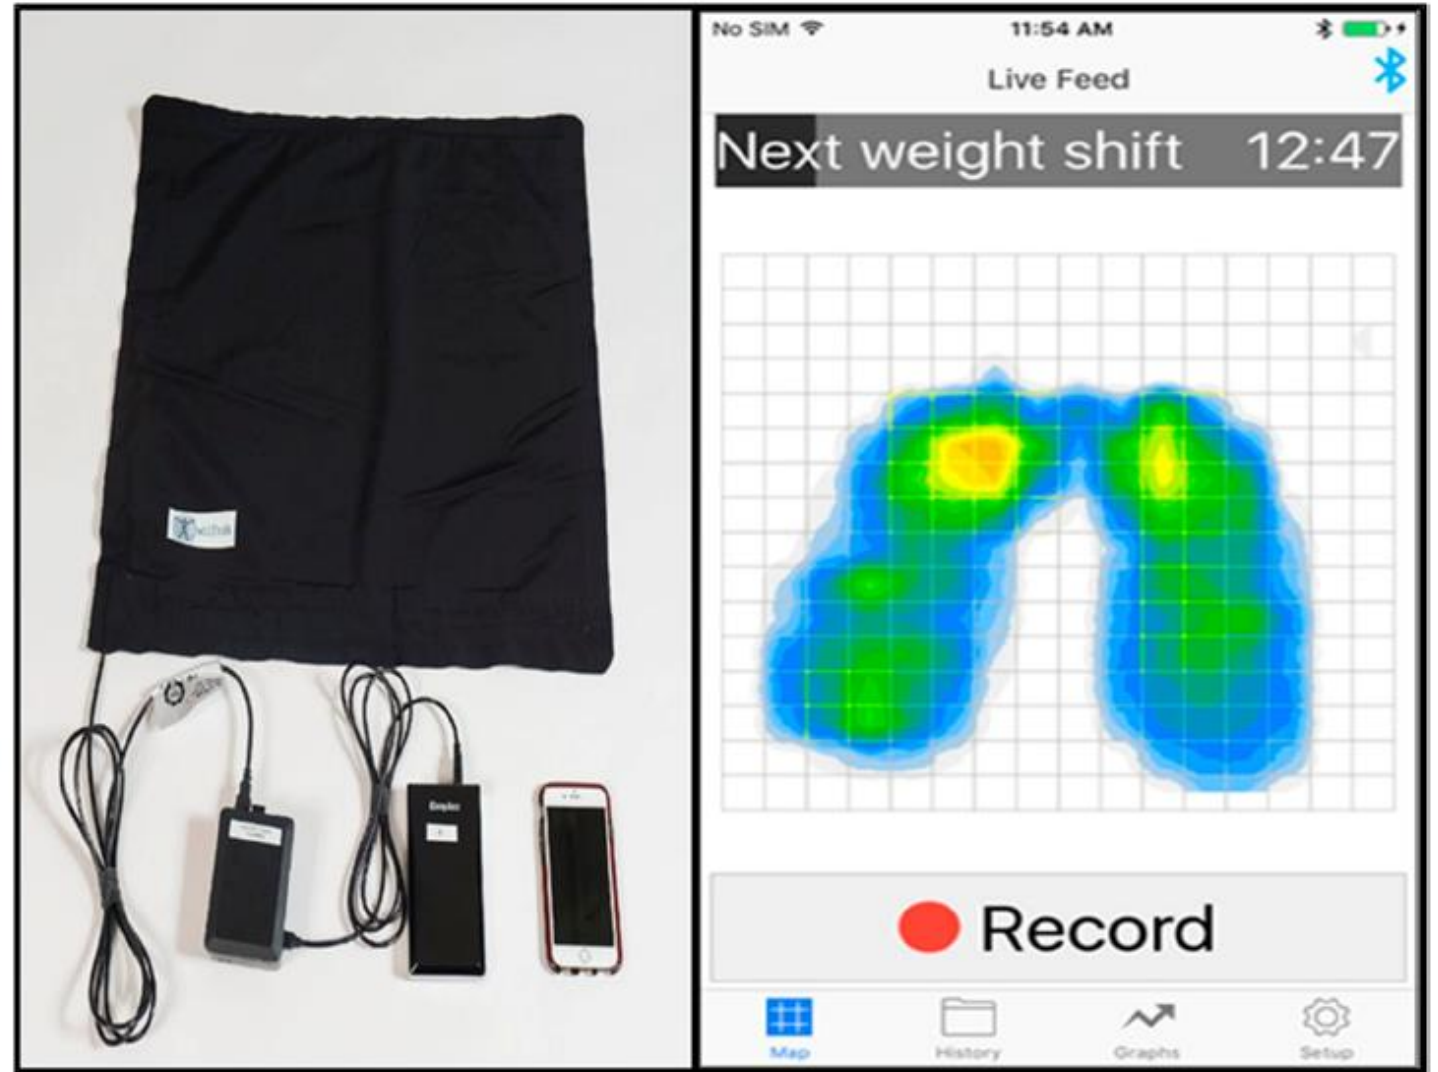 No SIM
11:54 AM
Live Feed
Next weight shift 12:47
Record
Map
History
Graphs
Setup